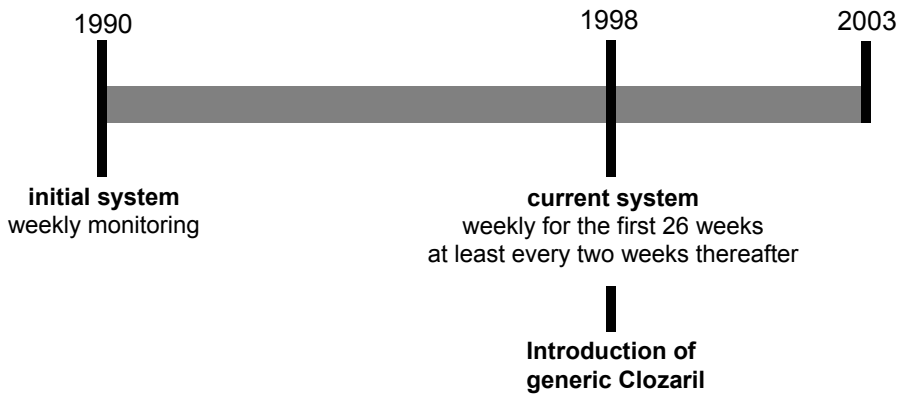 1990
1998
2003
initial system
weekly monitoring
current system
weekly for the first 26 weeks
at least every two weeks thereafter
Introduction of
generic Clozaril